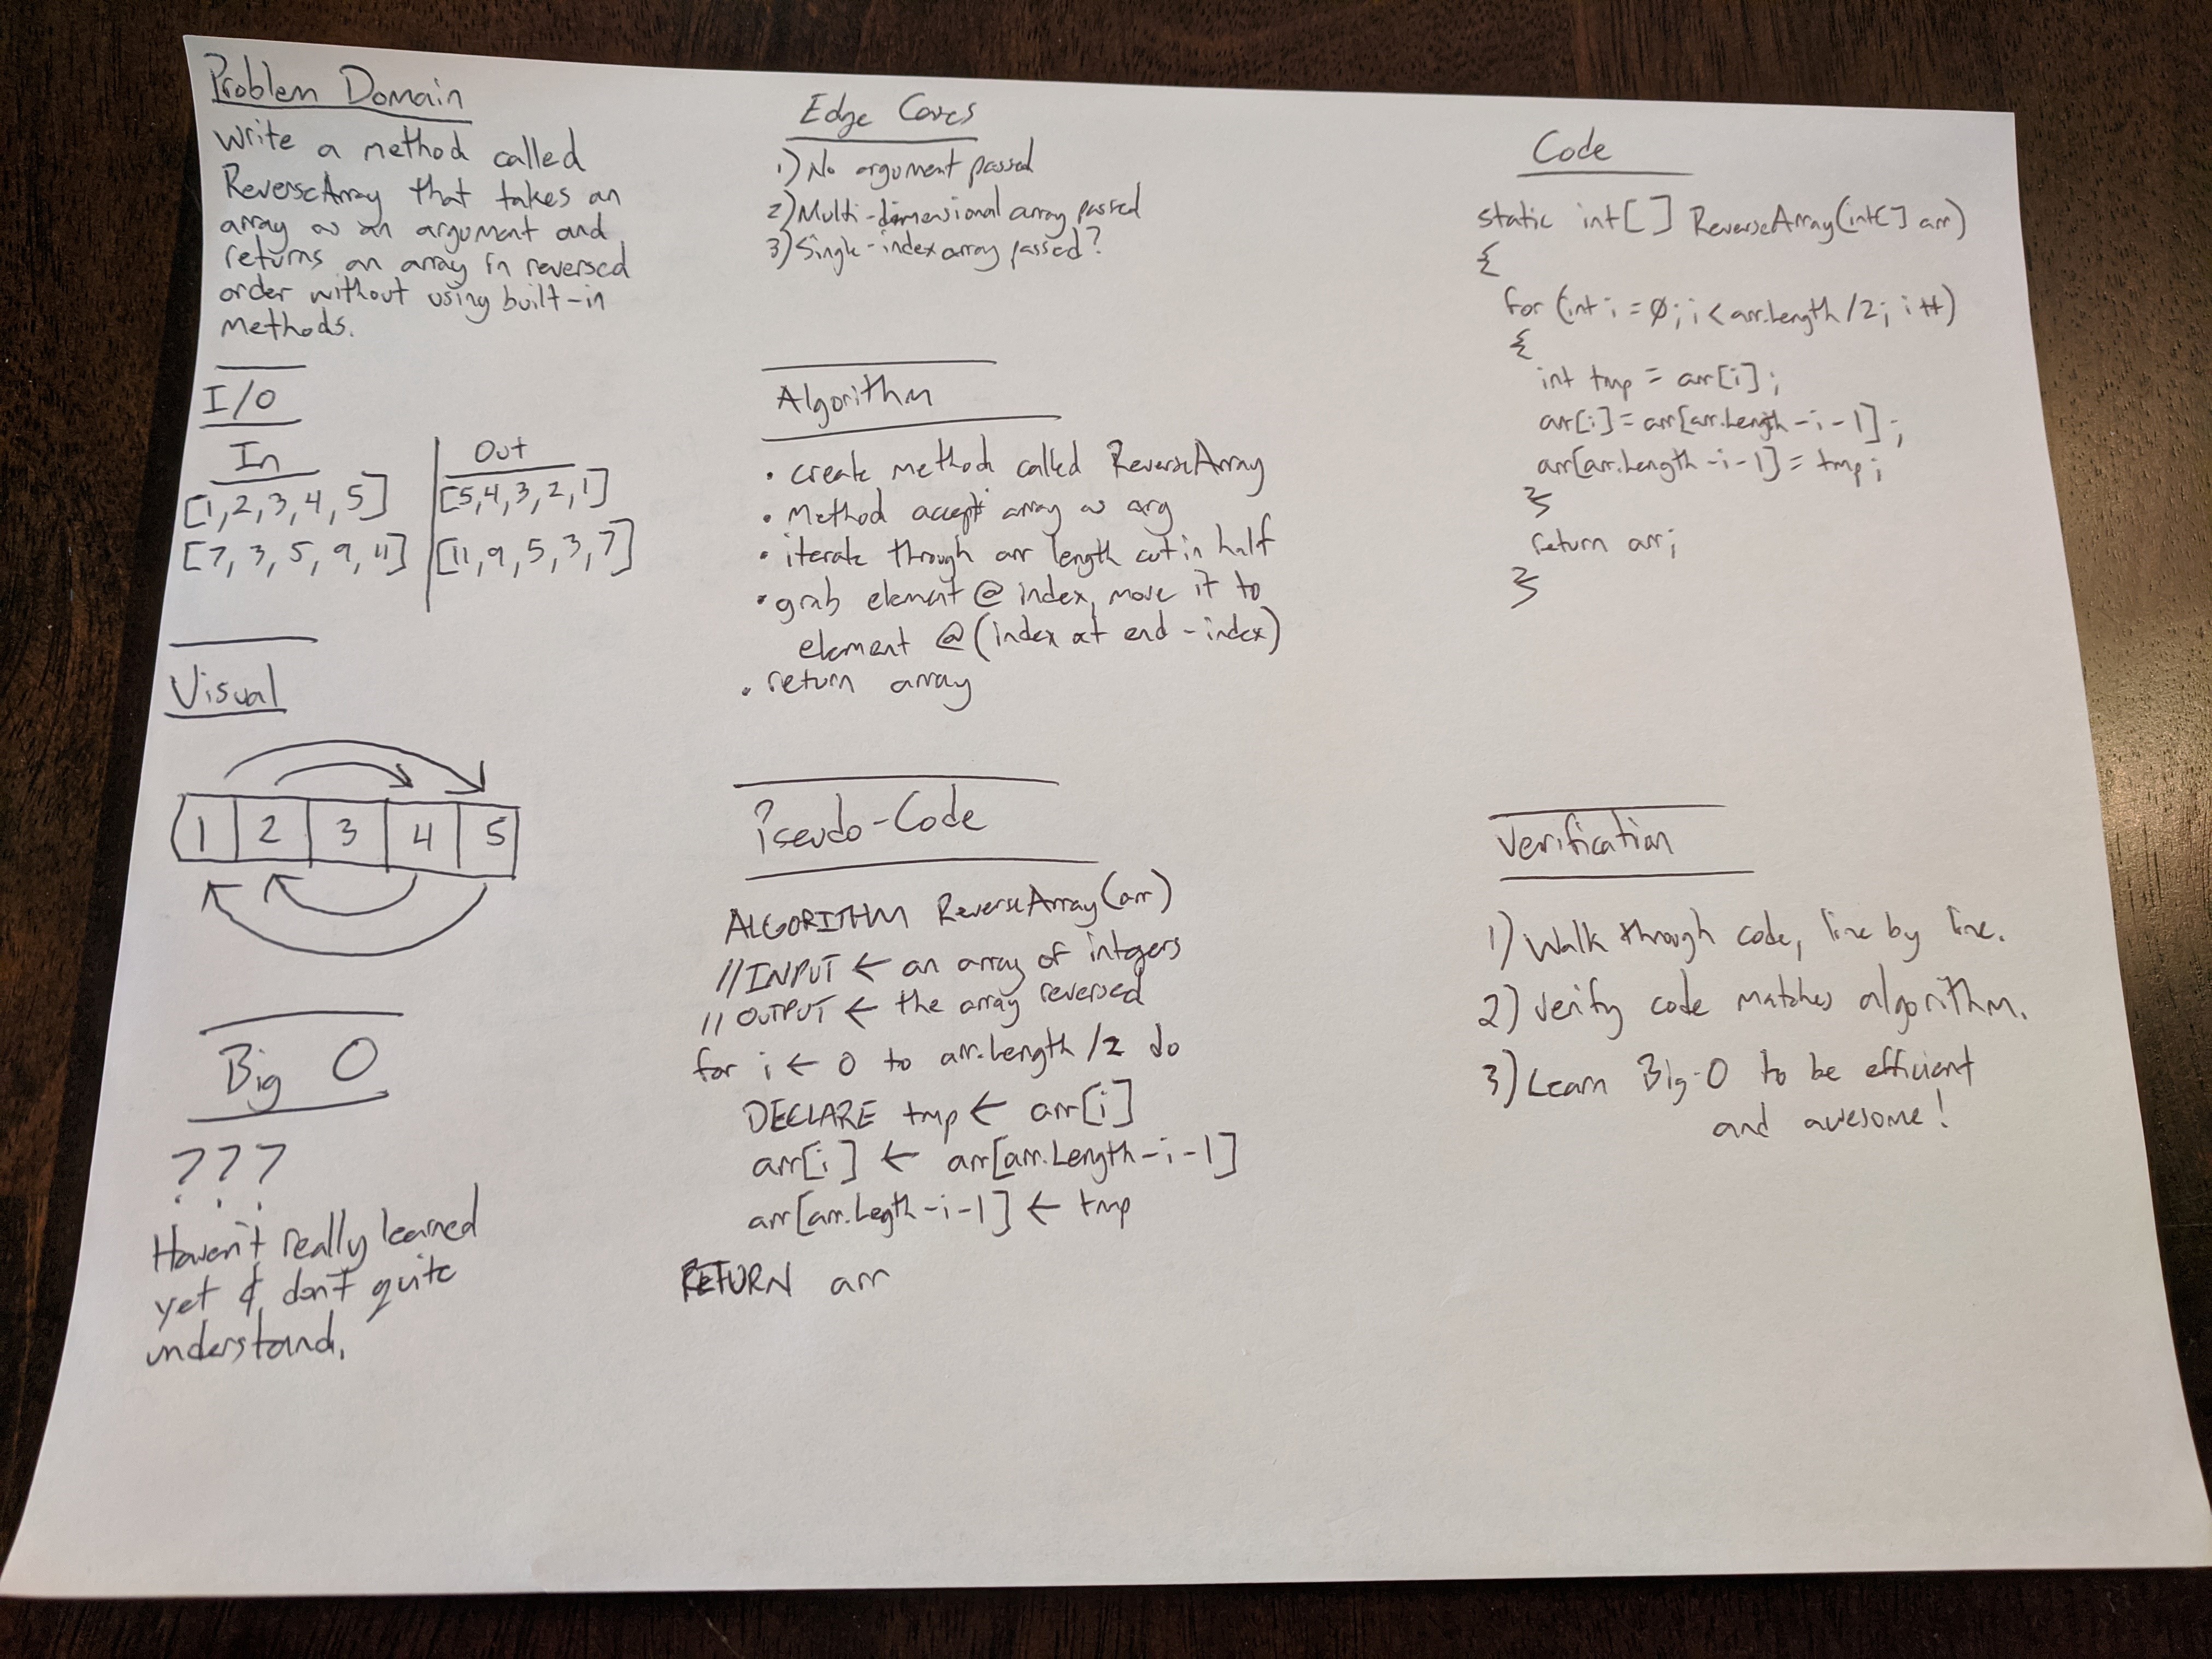 Problem Domain
Write a method called
ReverseArray that takes an
array as an argument and
returns an array in reversed
order without using built-in
methods.
I/O
In
Out
[1,2,3,4,5]
[5,4,3,2,1]
[7,3,5,9,11]
[11,9,5,3,7]
Visual
1 2 3 4 5
Big O
???
Haven't really learned
yet & don't quite
understand.
Edge Cases
1) No argument passed
2) Multi-dimensional array passed
3) Single-index array passed?
Algorithm
• create method called ReverseArray
• Method accept array as arg
• iterate through arr length cut in half
• grab element @ index, move it to
element @ (index at end - index)
• return array
Pseudo-Code
ALGORITHM ReverseArray(arr)
//INPUT ← an array of integers
//OUTPUT ← the array reversed
for i ← 0 to arr.Length/2 do
DECLARE tmp ← arr[i]
arr[i] ← arr[arr.Length-i-1]
arr[arr.Legth-i-1] ← tmp
RETURN arr
Code
static int[] ReverseArray(int[] arr)
{
for (int i = 0; i < arr.Length/2; i++)
{
int tmp = arr[i];
arr[i] = arr[arr.Length-i-1];
arr[arr.Length-i-1] = tmp;
}
return arr;
}
Verification
1) Walk through code, line by line.
2) Verify code matches algorithm.
3) Learn Big-O to be efficient
and awesome!